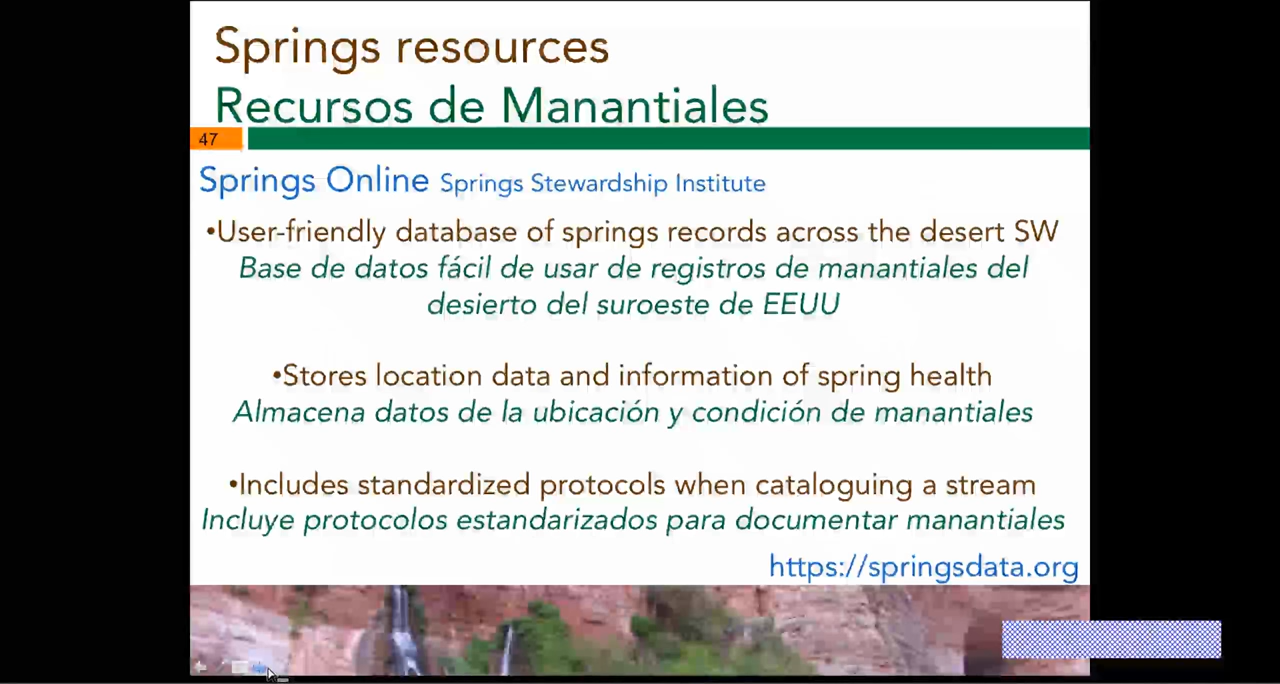 Springs resources
Recursos de Manantiales
47
Springs Online Springs Stewardship Institute
•User-friendly database of springs records across the desert SW
Base de datos fácil de usar de registros de manantiales del
desierto del suroeste de EEUU
•Stores location data and information of spring health
Almacena datos de la ubicación y condición de manantiales
•Includes standardized protocols when cataloguing a stream
Incluye protocolos estandarizados para documentar manantiales
https://springsdata.org